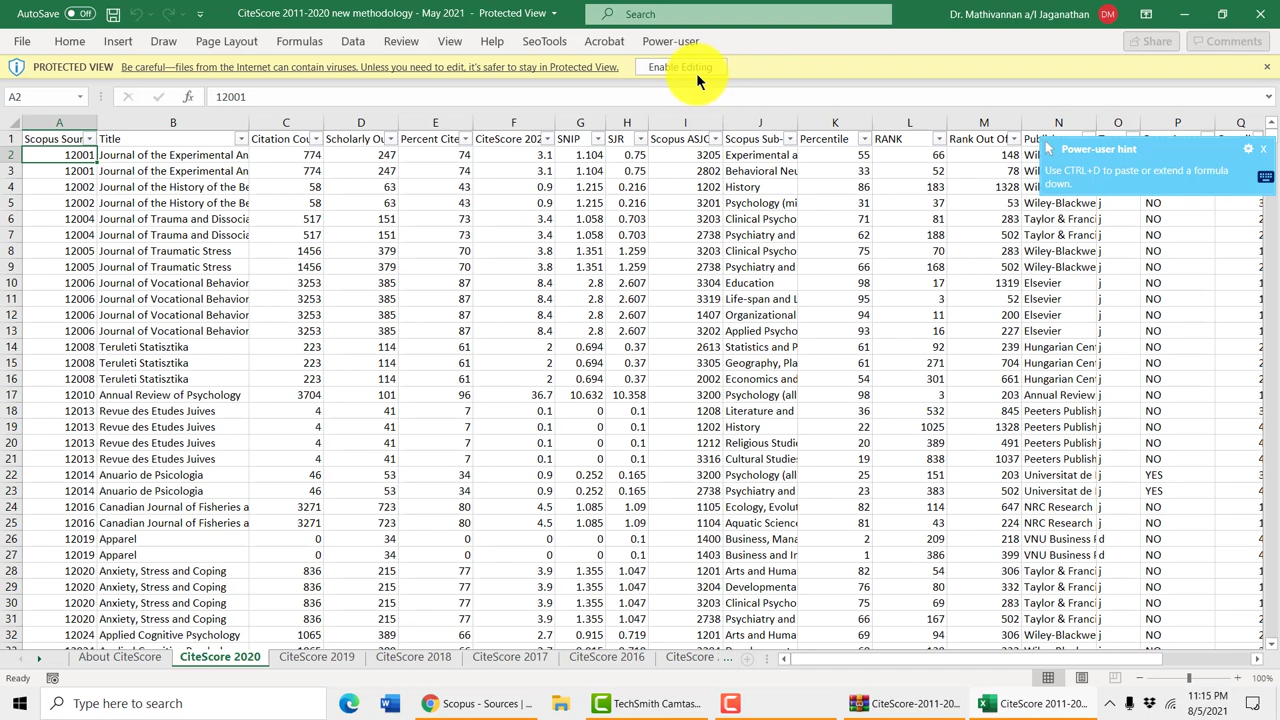 AutoSave Off CiteScore 2011-2020 new methodology - May 2021 - Protected View Search Dr. Mathivannan a/l Jaganathan DM
File Home Insert Draw Page Layout Formulas Data Review View Help SeoTools Acrobat Power-user Share Comments
PROTECTED VIEW Be careful—files from the Internet can contain viruses. Unless you need to edit, it's safer to stay in Protected View. Enable Editing
A2 fx 12001
A B C D E F G H I J K L M N O P Q
1 Scopus Sour Title Citation Cou Scholarly Ou Percent Cite CiteScore 202 SNIP SJR Scopus ASJC Scopus Sub- Percentile RANK Rank Out Of
Power-user hint
Use CTRL+D to paste or extend a formula
down.
2 12001 Journal of the Experimental An 774 247 74 3.1 1.104 0.75 3205 Experimental a 55 66 148
3 12001 Journal of the Experimental An 774 247 74 3.1 1.104 0.75 2802 Behavioral Neu 33 52 78
4 12002 Journal of the History of the Be 58 63 43 0.9 1.215 0.216 1202 History 86 183 1328
5 12002 Journal of the History of the Be 58 63 43 0.9 1.215 0.216 3201 Psychology (mi 31 37 53 Wiley-Blackwe j NO
6 12004 Journal of Trauma and Dissocia 517 151 73 3.4 1.058 0.703 3203 Clinical Psycho 71 81 283 Taylor & Franci j NO
7 12004 Journal of Trauma and Dissocia 517 151 73 3.4 1.058 0.703 2738 Psychiatry and 62 188 502 Taylor & Franci j NO
8 12005 Journal of Traumatic Stress 1456 379 70 3.8 1.351 1.259 3203 Clinical Psycho 75 70 283 Wiley-Blackwe j NO
9 12005 Journal of Traumatic Stress 1456 379 70 3.8 1.351 1.259 2738 Psychiatry and 66 168 502 Wiley-Blackwe j NO
10 12006 Journal of Vocational Behavior 3253 385 87 8.4 2.8 2.607 3304 Education 98 17 1319 Elsevier j NO
11 12006 Journal of Vocational Behavior 3253 385 87 8.4 2.8 2.607 3319 Life-span and L 95 3 52 Elsevier j NO
12 12006 Journal of Vocational Behavior 3253 385 87 8.4 2.8 2.607 1407 Organizational 94 11 200 Elsevier j NO
13 12006 Journal of Vocational Behavior 3253 385 87 8.4 2.8 2.607 3202 Applied Psycho 93 16 227 Elsevier j NO
14 12008 Teruleti Statisztika 223 114 61 2 0.694 0.37 2613 Statistics and P 61 92 239 Hungarian Cent j NO
15 12008 Teruleti Statisztika 223 114 61 2 0.694 0.37 3305 Geography, Pla 61 271 704 Hungarian Cent j NO
16 12008 Teruleti Statisztika 223 114 61 2 0.694 0.37 2002 Economics and 54 301 661 Hungarian Cent j NO
17 12010 Annual Review of Psychology 3704 101 96 36.7 10.632 10.358 3200 Psychology (all 98 3 203 Annual Review j NO
18 12013 Revue des Etudes Juives 4 41 7 0.1 0 0.1 1208 Literature and 36 532 845 Peeters Publish j NO
19 12013 Revue des Etudes Juives 4 41 7 0.1 0 0.1 1202 History 22 1025 1328 Peeters Publish j NO
20 12013 Revue des Etudes Juives 4 41 7 0.1 0 0.1 1212 Religious Studie 20 389 491 Peeters Publish j NO
21 12013 Revue des Etudes Juives 4 41 7 0.1 0 0.1 3316 Cultural Studies 19 838 1037 Peeters Publish j NO
22 12014 Anuario de Psicologia 46 53 34 0.9 0.252 0.165 3200 Psychology (all 25 151 203 Universitat de j YES
23 12014 Anuario de Psicologia 46 53 34 0.9 0.252 0.165 2738 Psychiatry and 23 383 502 Universitat de j YES
24 12016 Canadian Journal of Fisheries a 3271 723 80 4.5 1.085 1.09 1105 Ecology, Evolut 82 114 647 NRC Research j NO
25 12016 Canadian Journal of Fisheries a 3271 723 80 4.5 1.085 1.09 1104 Aquatic Science 81 43 224 NRC Research j NO
26 12019 Apparel 0 34 0 0 0 0.1 1400 Business, Mana 2 209 218 VNU Business P d NO
27 12019 Apparel 0 34 0 0 0 0.1 1403 Business and In 1 386 399 VNU Business P d NO
28 12020 Anxiety, Stress and Coping 836 215 77 3.9 1.355 1.047 1201 Arts and Huma 82 54 306 Taylor & Franci j NO
29 12020 Anxiety, Stress and Coping 836 215 77 3.9 1.355 1.047 3204 Developmenta 76 80 332 Taylor & Franci j NO
30 12020 Anxiety, Stress and Coping 836 215 77 3.9 1.355 1.047 3203 Clinical Psycho 75 69 283 Taylor & Franci j NO
31 12020 Anxiety, Stress and Coping 836 215 77 3.9 1.355 1.047 2738 Psychiatry and 66 167 502 Taylor & Franci j NO
32 12024 Applied Cognitive Psychology 1065 389 66 2.7 0.915 0.719 1201 Arts and Huma 69 94 306 Wiley-Blackwe j NO
About CiteScore CiteScore 2020 CiteScore 2019 CiteScore 2018 CiteScore 2017 CiteScore 2016 CiteScore ...
Ready 100%
Type here to search Scopus - Sources | ... TechSmith Camtas... CiteScore-2011-20... CiteScore 2011-20... 11:15 PM
8/5/2021